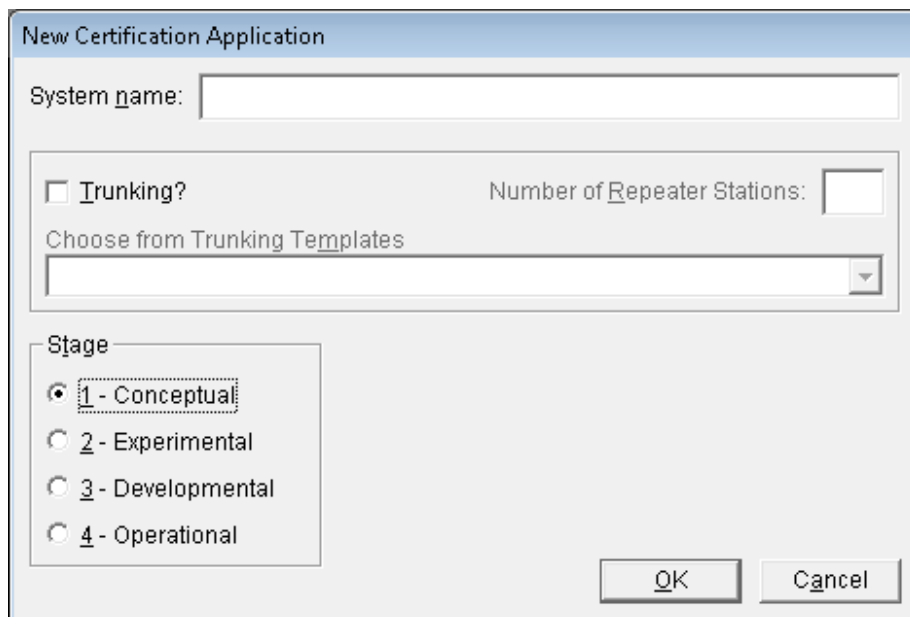 New Certification Application
System name:
Trunking? Number of Repeater Stations:
Choose from Trunking Templates
Stage
1 - Conceptual
2 - Experimental
3 - Developmental
4 - Operational
OK Cancel